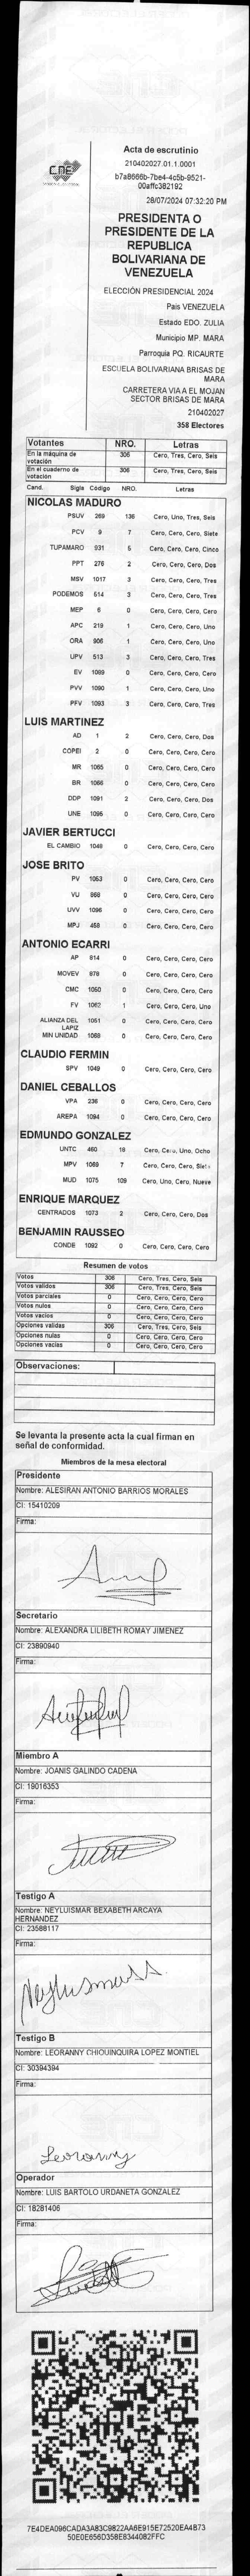 CNE
Acta de escrutinio
210402027.01.1.0001
b7a8666b-7be4-4c5b-9521-
00affc382192
28/07/2024 07:32:20 PM
PRESIDENTA O
PRESIDENTE DE LA
REPUBLICA
BOLIVARIANA DE
VENEZUELA
ELECCIÓN PRESIDENCIAL 2024
Pais VENEZUELA
Estado EDO. ZULIA
Municipio MP. MARA
Parroquia PQ. RICAURTE
ESCUELA BOLIVARIANA BRISAS DE
MARA
CARRETERA VIA A EL MOJAN
SECTOR BRISAS DE MARA
210402027
358 Electores
Votantes NRO. Letras
En la máquina de votación 306 Cero, Tres, Cero, Seis
En el cuaderno de votación 306 Cero, Tres, Cero, Seis
Cand. Sigla Código NRO. Letras
NICOLAS MADURO
PSUV 269 136 Cero, Uno, Tres, Seis
PCV 9 7 Cero, Cero, Cero, Siete
TUPAMARO 931 5 Cero, Cero, Cero, Cinco
PPT 276 2 Cero, Cero, Cero, Dos
MSV 1017 3 Cero, Cero, Cero, Tres
PODEMOS 514 3 Cero, Cero, Cero, Tres
MEP 6 0 Cero, Cero, Cero, Cero
APC 219 1 Cero, Cero, Cero, Uno
ORA 906 1 Cero, Cero, Cero, Uno
UPV 513 3 Cero, Cero, Cero, Tres
EV 1089 0 Cero, Cero, Cero, Cero
PVV 1090 1 Cero, Cero, Cero, Uno
PFV 1093 3 Cero, Cero, Cero, Tres
LUIS MARTINEZ
AD 1 2 Cero, Cero, Cero, Dos
COPEI 2 0 Cero, Cero, Cero, Cero
MR 1065 0 Cero, Cero, Cero, Cero
BR 1066 0 Cero, Cero, Cero, Cero
DDP 1091 2 Cero, Cero, Cero, Dos
UNE 1095 0 Cero, Cero, Cero, Cero
JAVIER BERTUCCI
EL CAMBIO 1048 0 Cero, Cero, Cero, Cero
JOSE BRITO
PV 1053 0 Cero, Cero, Cero, Cero
VU 868 0 Cero, Cero, Cero, Cero
UVV 1096 0 Cero, Cero, Cero, Cero
MPJ 458 0 Cero, Cero, Cero, Cero
ANTONIO ECARRI
AP 814 0 Cero, Cero, Cero, Cero
MOVEV 878 0 Cero, Cero, Cero, Cero
CMC 1050 0 Cero, Cero, Cero, Cero
FV 1062 1 Cero, Cero, Cero, Uno
ALIANZA DEL LAPIZ 1051 0 Cero, Cero, Cero, Cero
MIN UNIDAD 1068 0 Cero, Cero, Cero, Cero
CLAUDIO FERMIN
SPV 1049 0 Cero, Cero, Cero, Cero
DANIEL CEBALLOS
VPA 236 0 Cero, Cero, Cero, Cero
AREPA 1094 0 Cero, Cero, Cero, Cero
EDMUNDO GONZALEZ
UNTC 460 18 Cero, Cero, Uno, Ocho
MPV 1069 7 Cero, Cero, Cero, Siete
MUD 1075 109 Cero, Uno, Cero, Nueve
ENRIQUE MARQUEZ
CENTRADOS 1073 2 Cero, Cero, Cero, Dos
BENJAMIN RAUSSEO
CONDE 1092 0 Cero, Cero, Cero, Cero
Resumen de votos
Votos 306 Cero, Tres, Cero, Seis
Votos validos 306 Cero, Tres, Cero, Seis
Votos parciales 0 Cero, Cero, Cero, Cero
Votos nulos 0 Cero, Cero, Cero, Cero
Votos vacios 0 Cero, Cero, Cero, Cero
Opciones validas 306 Cero, Tres, Cero, Seis
Opciones nulas 0 Cero, Cero, Cero, Cero
Opciones vacias 0 Cero, Cero, Cero, Cero
Observaciones:
Se levanta la presente acta la cual firman en
señal de conformidad.
Miembros de la mesa electoral
Presidente
Nombre: ALESIRAN ANTONIO BARRIOS MORALES
CI: 15410209
Firma:
Secretario
Nombre: ALEXANDRA LILIBETH ROMAY JIMENEZ
CI: 23890940
Firma:
Miembro A
Nombre: JOANIS GALINDO CADENA
CI: 19016353
Firma:
Testigo A
Nombre: NEYLUISMAR BEXABETH ARCAYA
HERNANDEZ
CI: 23588117
Firma:
Testigo B
Nombre: LEORANNY CHIQUINQUIRA LOPEZ MONTIEL
CI: 30394394
Firma:
Leoranny
Operador
Nombre: LUIS BARTOLO URDANETA GONZALEZ
CI: 18281406
Firma:
7E4DEA096CADA3A83C9822AA6E915E72520EA4B73
50E0E656D358E8344082FFC